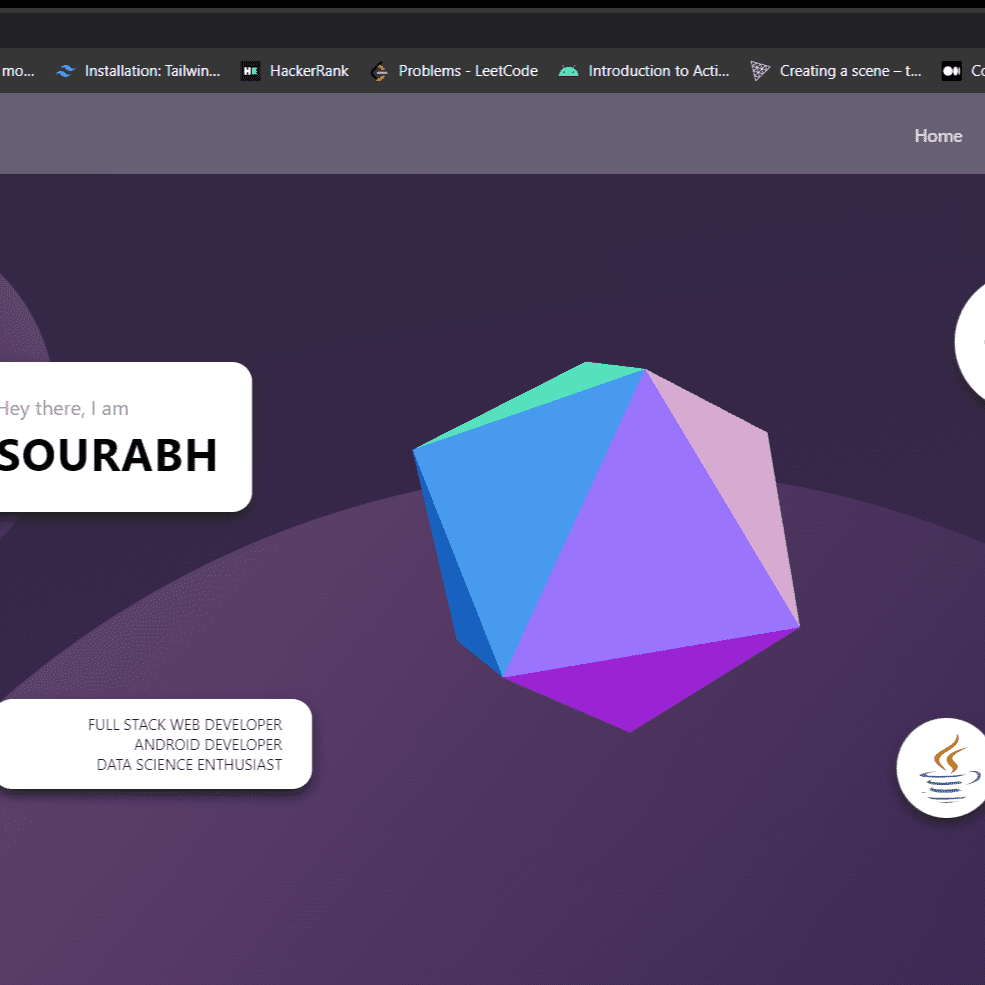 mo... Installation: Tailwin... HackerRank Problems - LeetCode Introduction to Acti... Creating a scene – t... Co
Home
Hey there, I am
SOURABH
FULL STACK WEB DEVELOPER
ANDROID DEVELOPER
DATA SCIENCE ENTHUSIAST